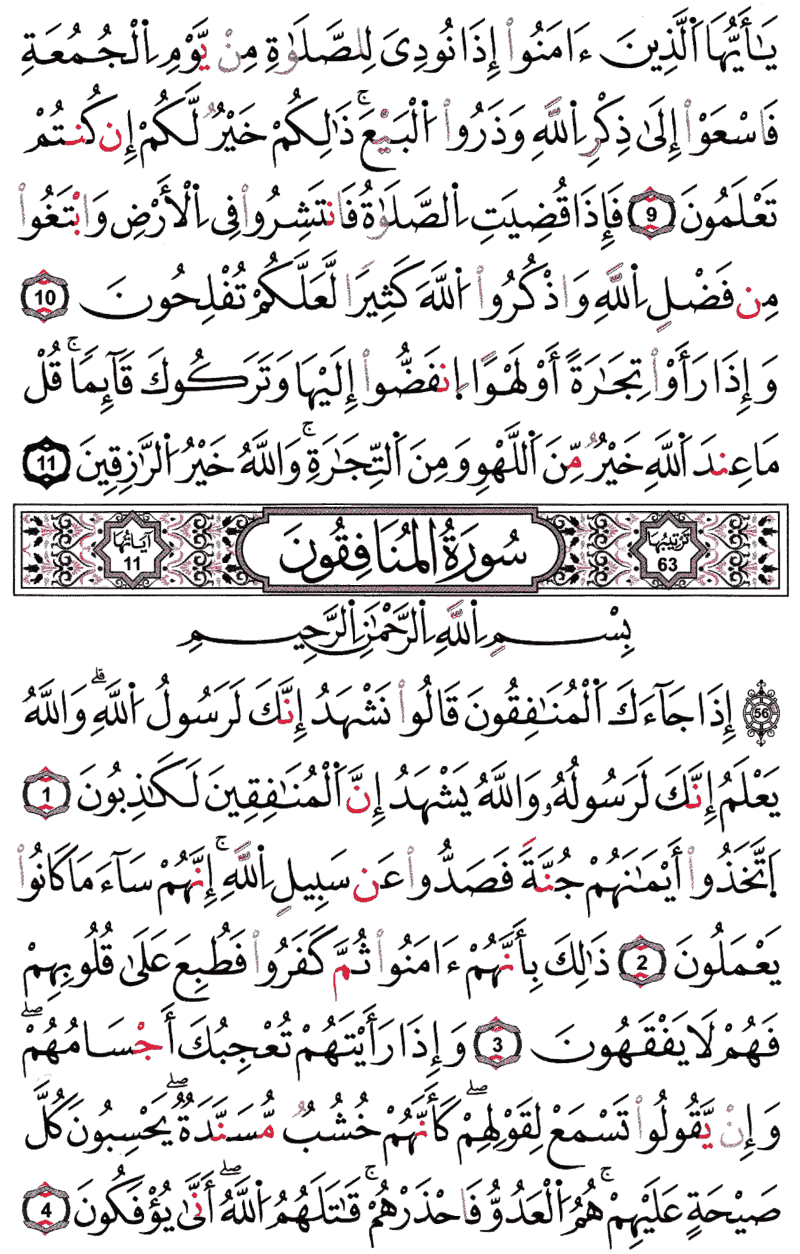 يَٰٓأَيُّهَا ٱلَّذِينَ ءَامَنُوٓا۟ إِذَا نُودِىَ لِلصَّلَوٰةِ مِن يَوْمِ ٱلْجُمُعَةِ
فَٱسْعَوْا۟ إِلَىٰ ذِكْرِ ٱللَّهِ وَذَرُوا۟ ٱلْبَيْعَ ۚ ذَٰلِكُمْ خَيْرٌ لَّكُمْ إِن كُنتُمْ
تَعْلَمُونَ 9 فَإِذَا قُضِيَتِ ٱلصَّلَوٰةُ فَٱنتَشِرُوا۟ فِى ٱلْأَرْضِ وَٱبْتَغُوا۟
مِن فَضْلِ ٱللَّهِ وَٱذْكُرُوا۟ ٱللَّهَ كَثِيرًا لَّعَلَّكُمْ تُفْلِحُونَ 10
وَإِذَا رَأَوْا۟ تِجَٰرَةً أَوْ لَهْوًا ٱنفَضُّوٓا۟ إِلَيْهَا وَتَرَكُوكَ قَآئِمًا ۚ قُلْ
مَا عِندَ ٱللَّهِ خَيْرٌ مِّنَ ٱللَّهْوِ وَمِنَ ٱلتِّجَٰرَةِ ۚ وَٱللَّهُ خَيْرُ ٱلرَّٰزِقِينَ 11
تَرْتِيبُهَا 63 سُورَةُ الْمُنَافِقُونَ آيَاتُهَا 11
بِسْمِ ٱللَّهِ ٱلرَّحْمَٰنِ ٱلرَّحِيمِ
56 إِذَا جَآءَكَ ٱلْمُنَٰفِقُونَ قَالُوا۟ نَشْهَدُ إِنَّكَ لَرَسُولُ ٱللَّهِ ۗ وَٱللَّهُ
يَعْلَمُ إِنَّكَ لَرَسُولُهُۥ وَٱللَّهُ يَشْهَدُ إِنَّ ٱلْمُنَٰفِقِينَ لَكَٰذِبُونَ 1
ٱتَّخَذُوٓا۟ أَيْمَٰنَهُمْ جُنَّةً فَصَدُّوا۟ عَن سَبِيلِ ٱللَّهِ ۚ إِنَّهُمْ سَآءَ مَا كَانُوا۟
يَعْمَلُونَ 2 ذَٰلِكَ بِأَنَّهُمْ ءَامَنُوا۟ ثُمَّ كَفَرُوا۟ فَطُبِعَ عَلَىٰ قُلُوبِهِمْ
فَهُمْ لَا يَفْقَهُونَ 3 وَإِذَا رَأَيْتَهُمْ تُعْجِبُكَ أَجْسَامُهُمْ ۖ
وَإِن يَقُولُوا۟ تَسْمَعْ لِقَوْلِهِمْ ۖ كَأَنَّهُمْ خُشُبٌ مُّسَنَّدَةٌ ۖ يَحْسِبُونَ كُلَّ
صَيْحَةٍ عَلَيْهِمْ ۚ هُمُ ٱلْعَدُوُّ فَٱحْذَرْهُمْ ۚ قَٰتَلَهُمُ ٱللَّهُ ۖ أَنَّىٰ يُؤْفَكُونَ 4